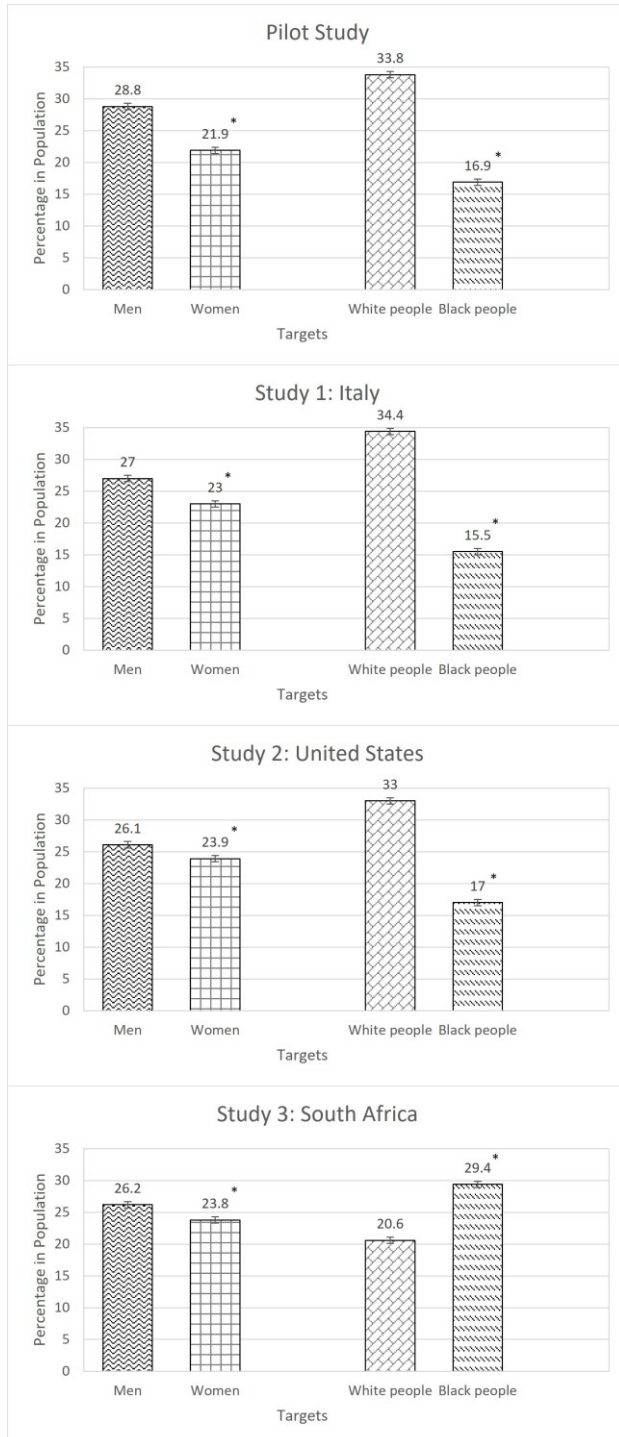 Pilot Study
Percentage in Population
35
30
25
20
15
10
5
0
28.8
21.9
*
33.8
16.9
*
Men
Women
White people
Black people
Targets
Study 1: Italy
Percentage in Population
35
30
25
20
15
10
5
0
27
23
*
34.4
15.5
*
Men
Women
White people
Black people
Targets
Study 2: United States
Percentage in Population
35
30
25
20
15
10
5
0
26.1
23.9
*
33
17
*
Men
Women
White people
Black people
Targets
Study 3: South Africa
Percentage in Population
35
30
25
20
15
10
5
0
26.2
23.8
*
20.6
29.4
*
Men
Women
White people
Black people
Targets